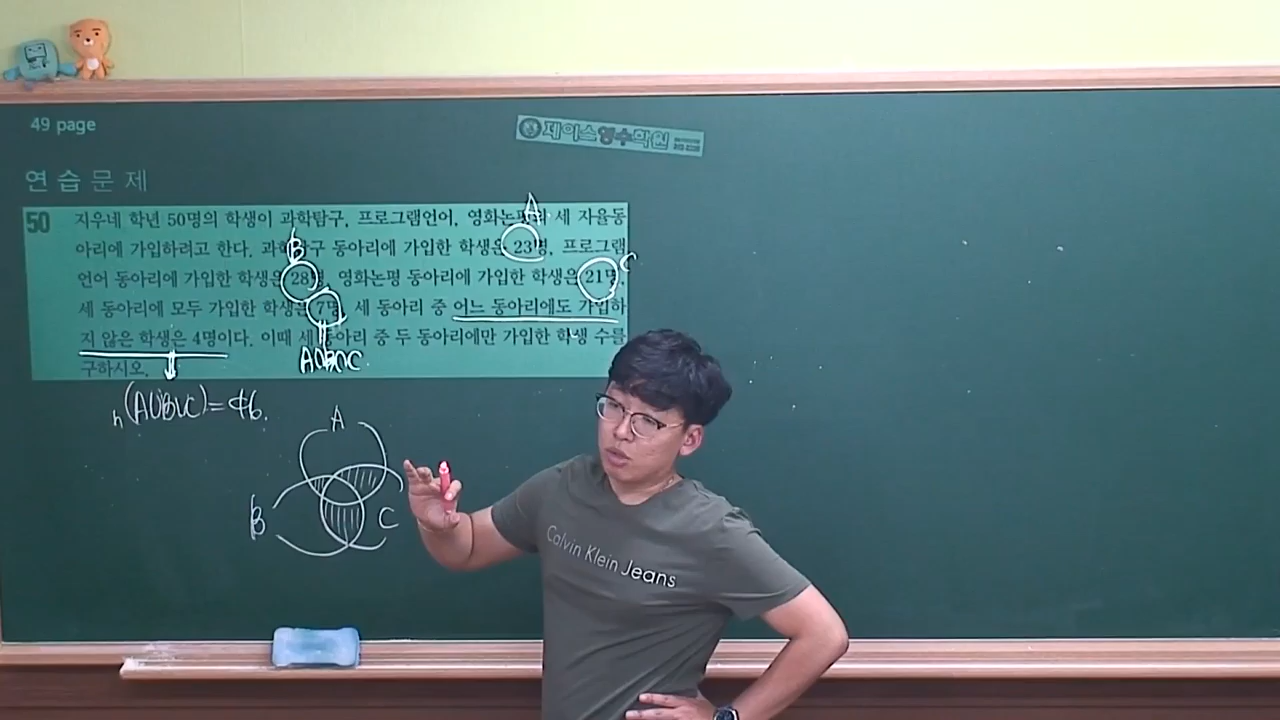 49 page
제이스영수학원
연습문제
50 지우네 학년 50명의 학생이 과학탐구, 프로그램언어, 영화논평의 세 자율동
A
아리에 가입하려고 한다. 과학탐구 동아리에 가입한 학생은 23명, 프로그램
B
언어 동아리에 가입한 학생은 28명, 영화논평 동아리에 가입한 학생은 21명,
C
세 동아리에 모두 가입한 학생은 7명, 세 동아리 중 어느 동아리에도 가입하
지 않은 학생은 4명이다. 이때 세 동아리 중 두 동아리에만 가입한 학생 수를
구하시오.
A∩B∩C
n(A∪B∪C)=46.
A
B
C
Calvin Klein Jeans